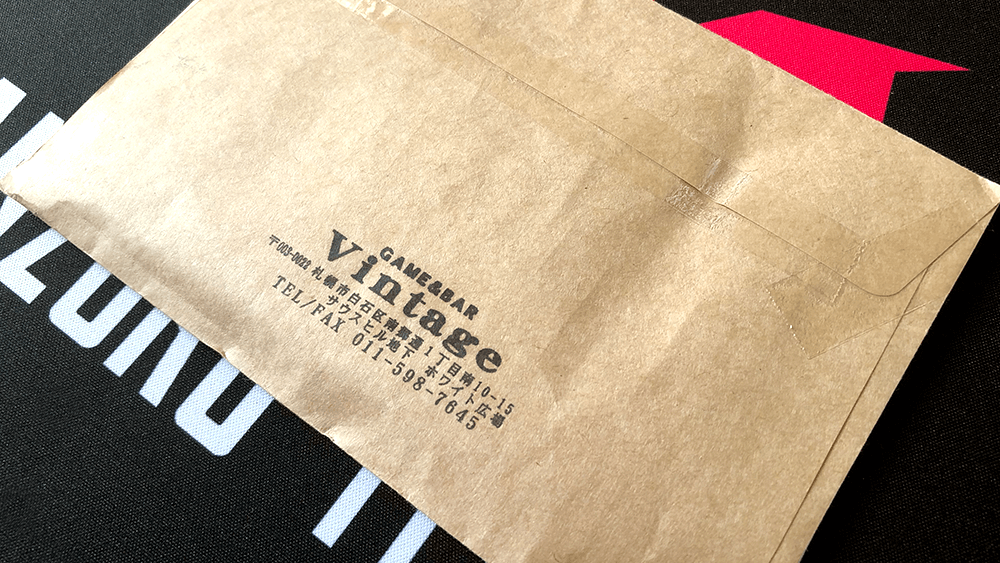 GAME&BAR
Vintage
〒003-0022 札幌市白石区南郷通1丁目南10-15
サウスヒル地下 ホワイト広場
TEL/FAX 011-598-7645